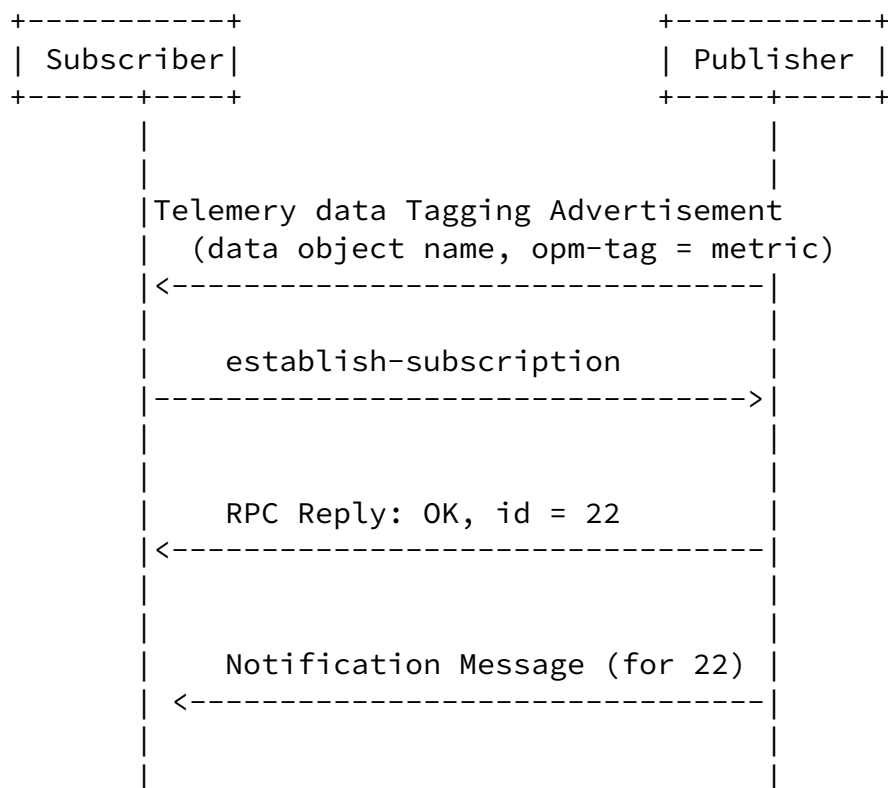 Subscriber Publisher
Telemery data Tagging Advertisement
(data object name, opm-tag = metric)
establish-subscription
RPC Reply: OK, id = 22
Notification Message (for 22)